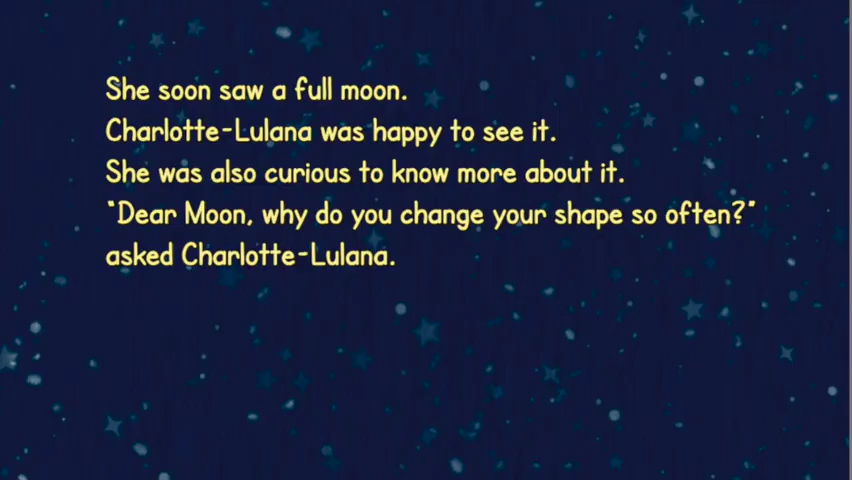 She soon saw a full moon.
Charlotte-Lulana was happy to see it.
She was also curious to know more about it.
"Dear Moon, why do you change your shape so often?"
asked Charlotte-Lulana.